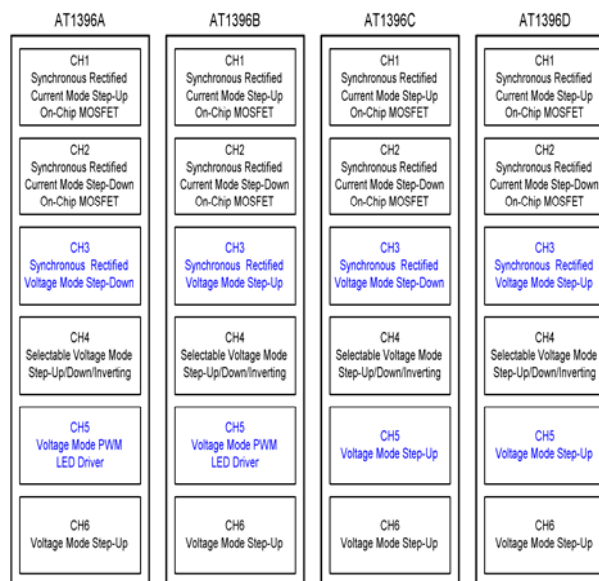 AT1396A
CH1
Synchronous Rectified
Current Mode Step-Up
On-Chip MOSFET
CH2
Synchronous Rectified
Current Mode Step-Down
On-Chip MOSFET
CH3
Synchronous Rectified
Voltage Mode Step-Down
CH4
Selectable Voltage Mode
Step-Up/Down/Inverting
CH5
Voltage Mode PWM
LED Driver
CH6
Voltage Mode Step-Up
AT1396B
CH1
Synchronous Rectified
Current Mode Step-Up
On-Chip MOSFET
CH2
Synchronous Rectified
Current Mode Step-Down
On-Chip MOSFET
CH3
Synchronous Rectified
Voltage Mode Step-Up
CH4
Selectable Voltage Mode
Step-Up/Down/Inverting
CH5
Voltage Mode PWM
LED Driver
CH6
Voltage Mode Step-Up
AT1396C
CH1
Synchronous Rectified
Current Mode Step-Up
On-Chip MOSFET
CH2
Synchronous Rectified
Current Mode Step-Down
On-Chip MOSFET
CH3
Synchronous Rectified
Voltage Mode Step-Down
CH4
Selectable Voltage Mode
Step-Up/Down/Inverting
CH5
Voltage Mode Step-Up
CH6
Voltage Mode Step-Up
AT1396D
CH1
Synchronous Rectified
Current Mode Step-Up
On-Chip MOSFET
CH2
Synchronous Rectified
Current Mode Step-Down
On-Chip MOSFET
CH3
Synchronous Rectified
Voltage Mode Step-Up
CH4
Selectable Voltage Mode
Step-Up/Down/Inverting
CH5
Voltage Mode Step-Up
CH6
Voltage Mode Step-Up